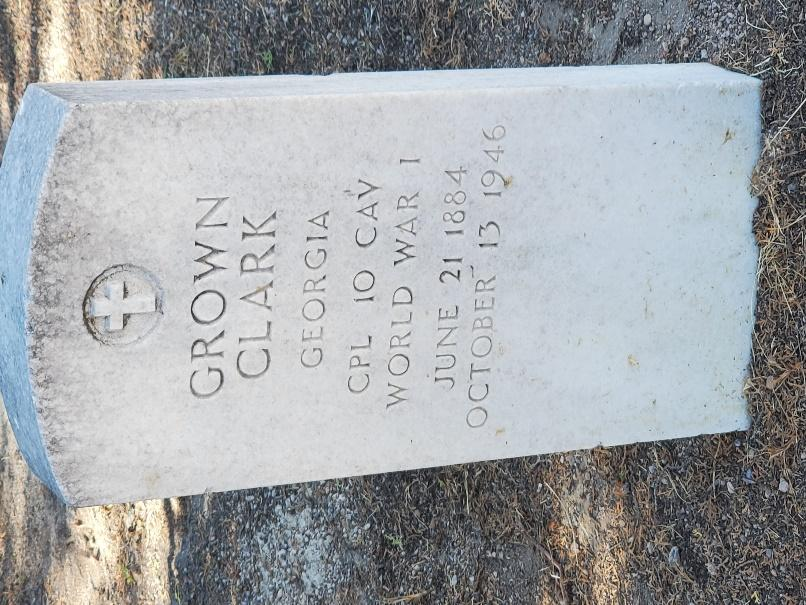 GROWN
CLARK
GEORGIA
CPL 10 CAV
WORLD WAR I
JUNE 21 1884
OCTOBER 13 1946